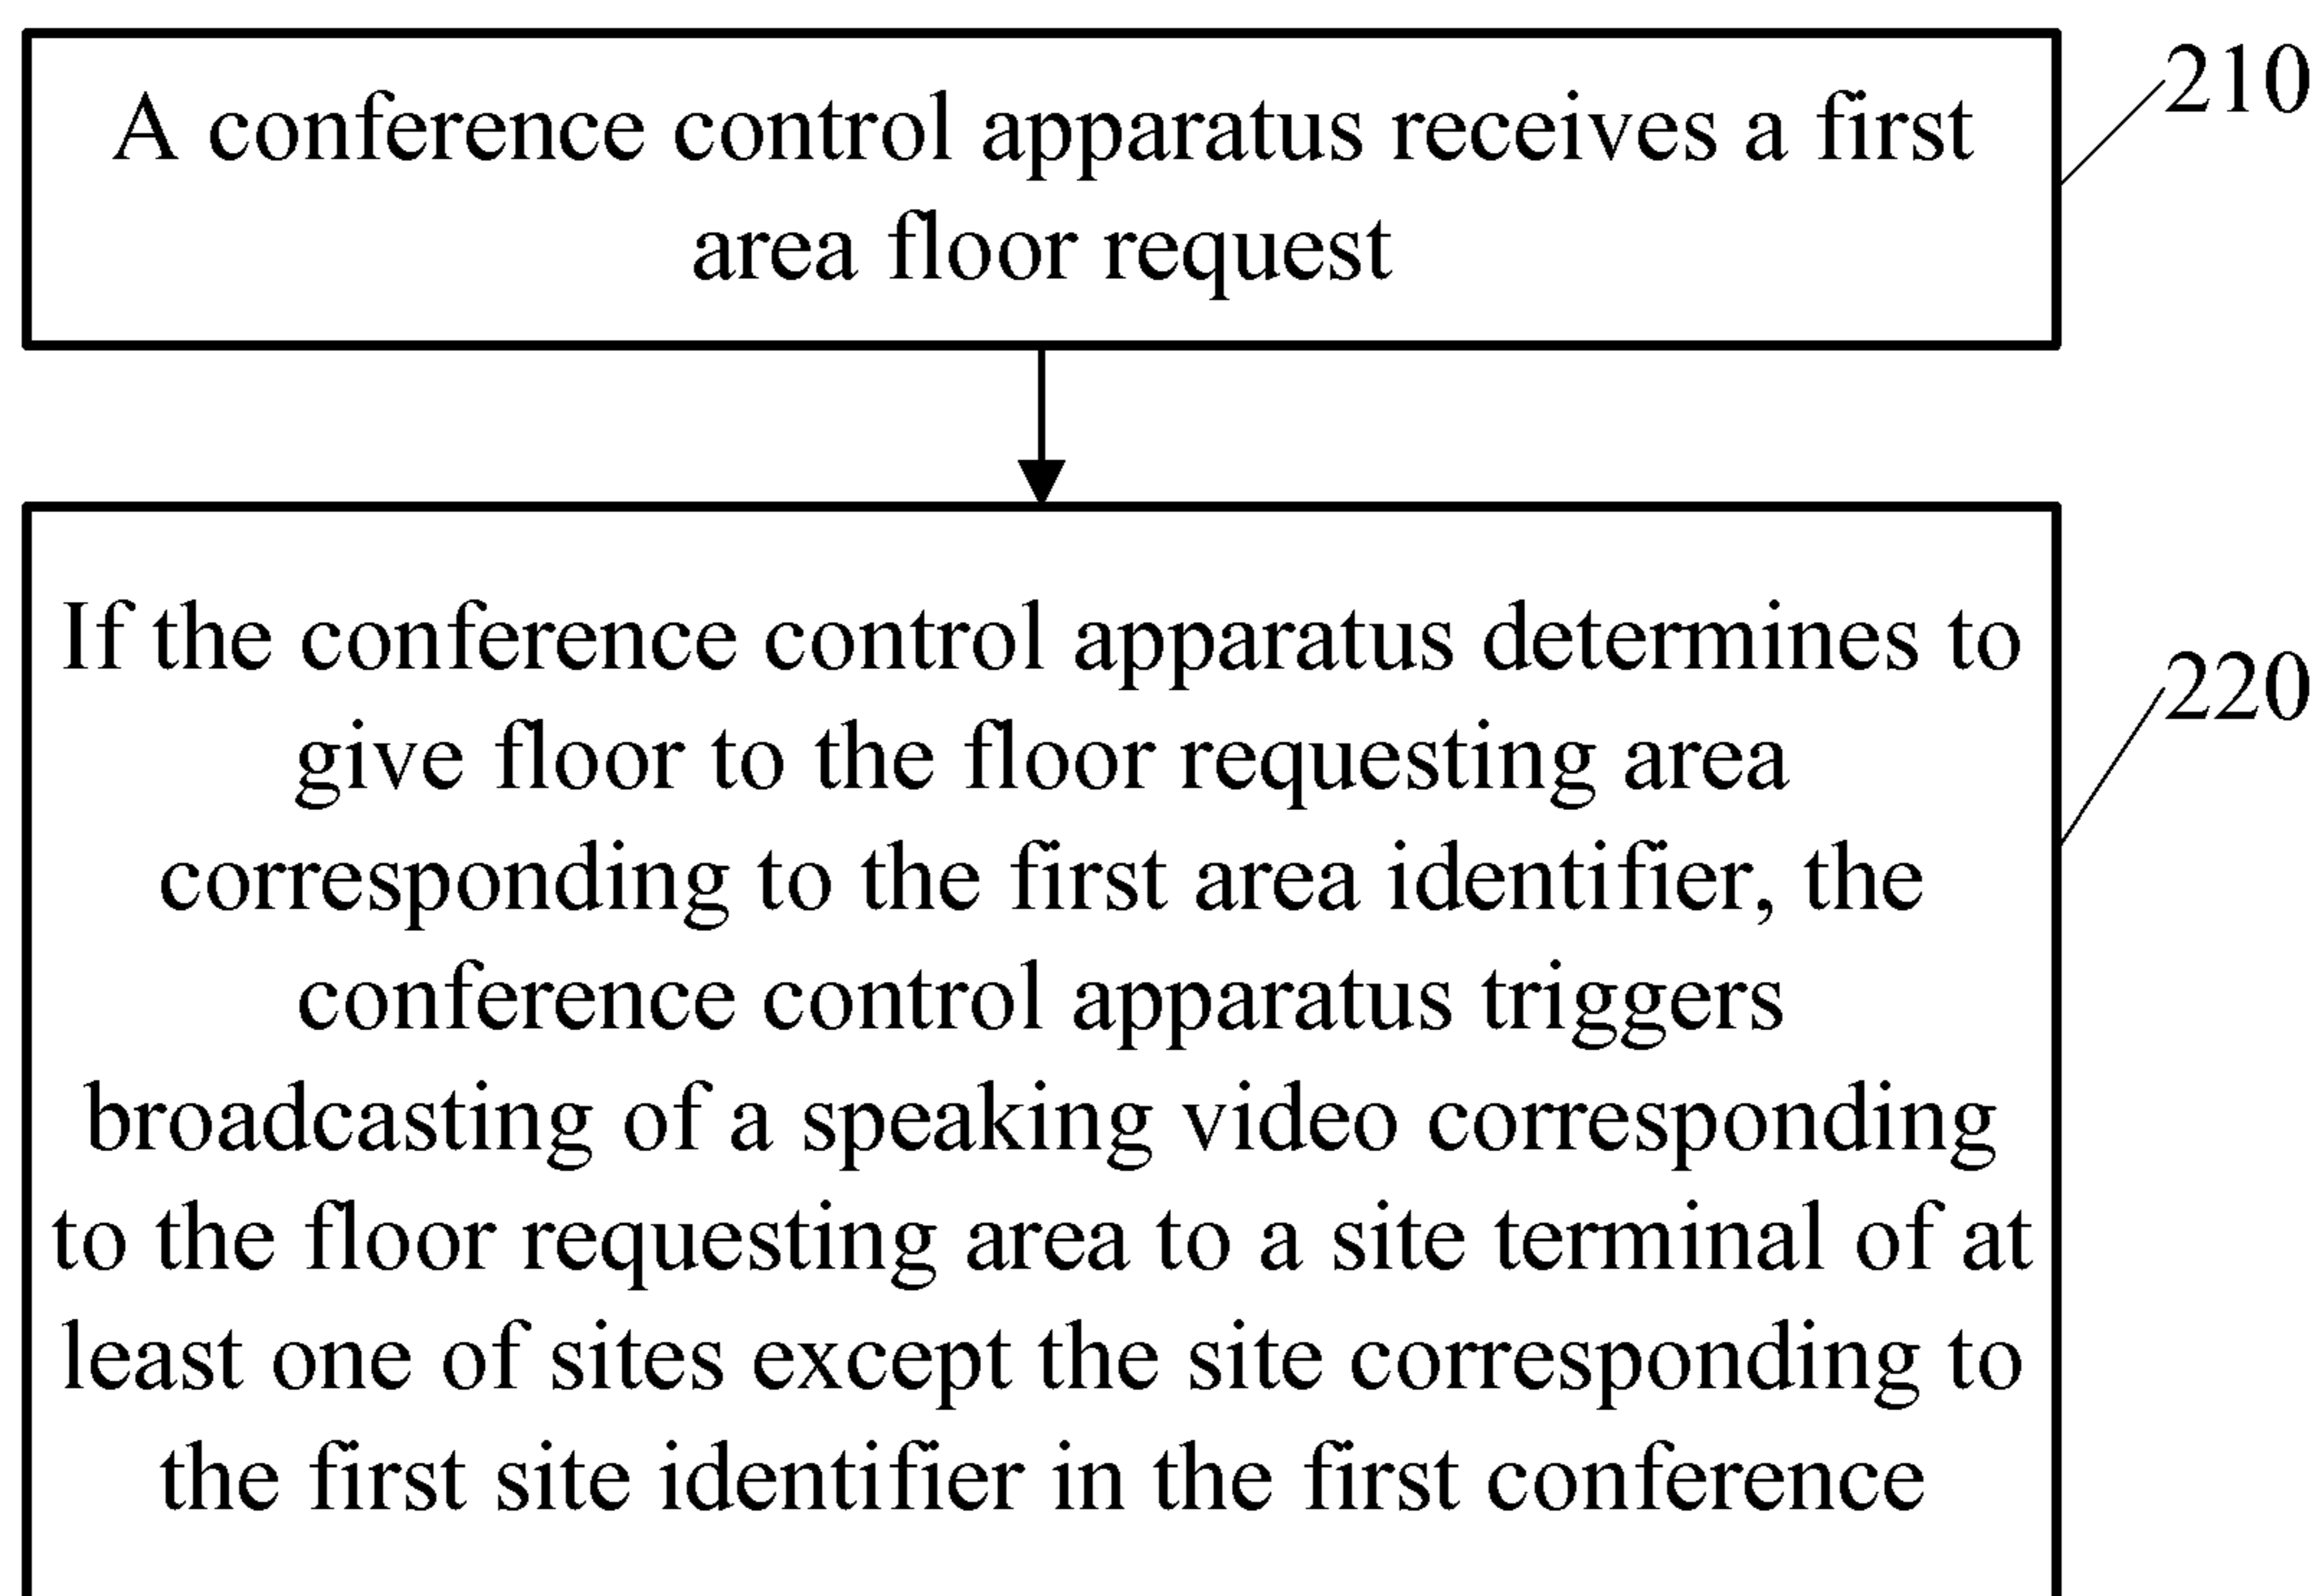 A conference control apparatus receives a first
area floor request
210
If the conference control apparatus determines to
give floor to the floor requesting area
corresponding to the first area identifier, the
conference control apparatus triggers
broadcasting of a speaking video corresponding
to the floor requesting area to a site terminal of at
least one of sites except the site corresponding to
the first site identifier in the first conference
220